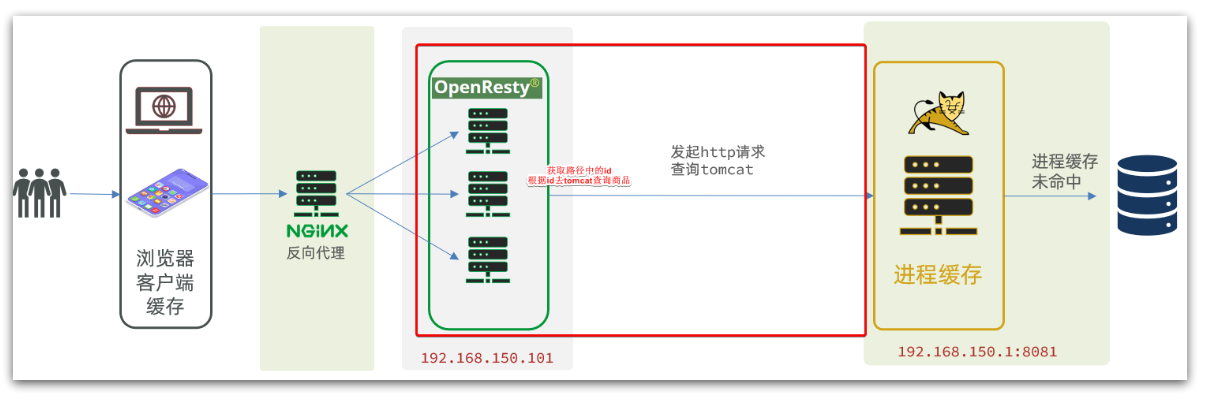 浏览器
客户端
缓存
NGINX
反向代理
OpenResty®
获取路径中的id
根据id去tomcat查询商品
192.168.150.101
发起http请求
查询tomcat
进程缓存
192.168.150.1:8081
进程缓存
未命中